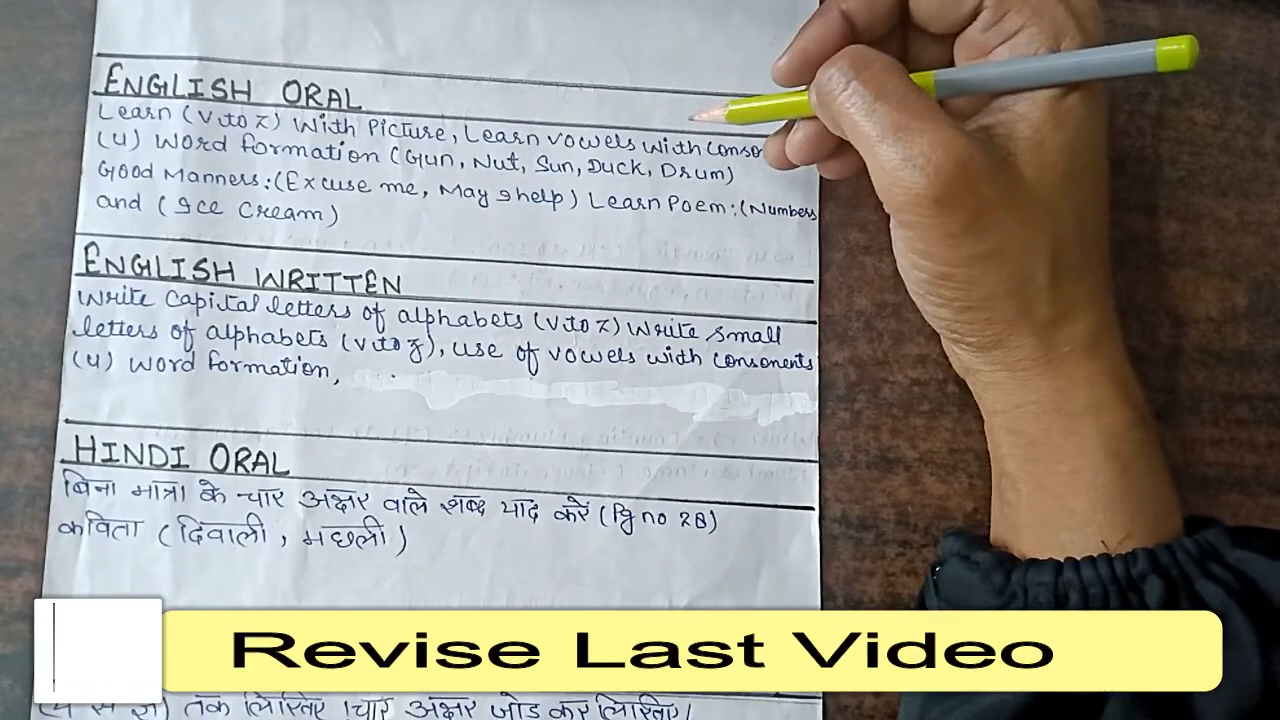 ENGLISH ORAL
Learn (V to Z) With Picture, Learn vowels with conso
(u) Word formation (Gun, Nut, Sun, Duck, Drum)
Good Manners:(Excuse me, May I help) Learn Poem:(Numbers
and (Ice Cream)
ENGLISH WRITTEN
Write Capital letters of alphabets (V to Z) Write Small
letters of alphabets (v to z), use of vowels with consonents
(u) Word formation,
HINDI ORAL
बिना मात्रा के चार अक्षर वाले शब्द याद करें (Pg no 28)
कविता (दिवाली, मछली)
Revise Last Video
तक लिखिए। चार अक्षर जोड कर लिखिए।